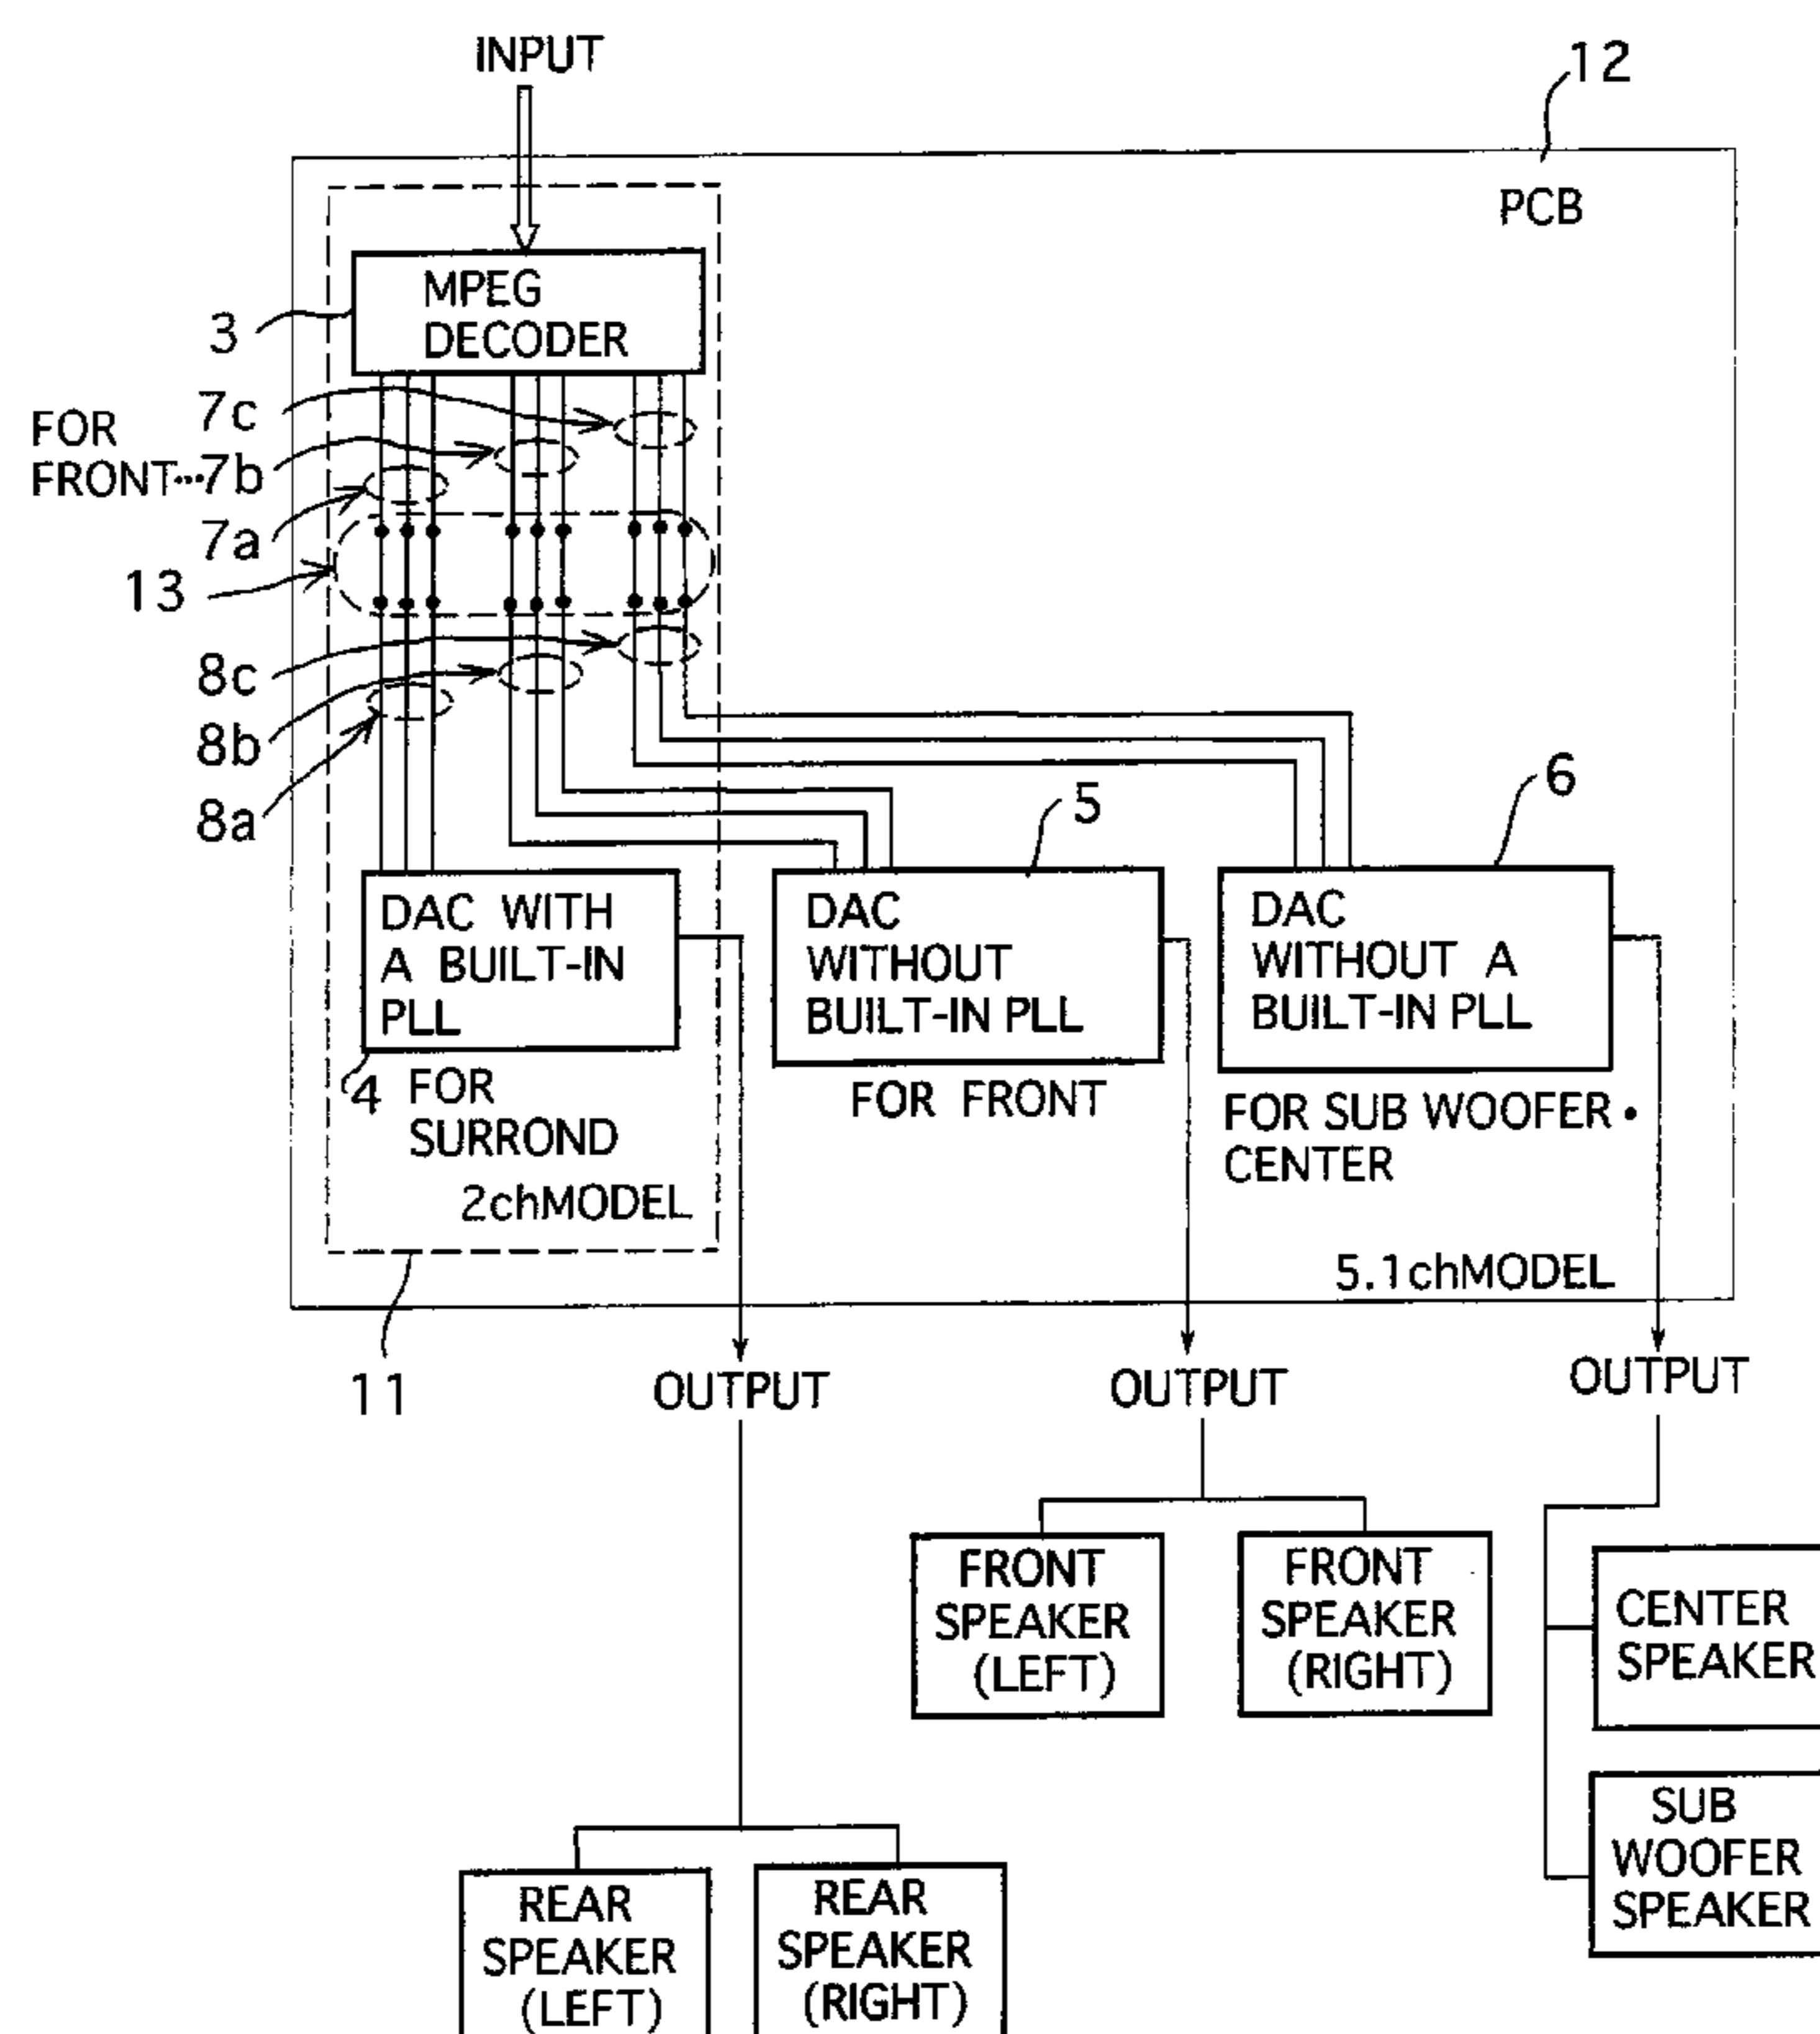 INPUT
12
PCB
MPEG
DECODER
3
7c
FOR
FRONT···7b
7a
13
8c
8b
8a
5
6
DAC WITH
A BUILT-IN
PLL
DAC
WITHOUT
BUILT-IN PLL
DAC
WITHOUT A
BUILT-IN PLL
4 FOR
SURROND
FOR FRONT
FOR SUB WOOFER •
CENTER
2chMODEL
5.1chMODEL
11
OUTPUT
OUTPUT
OUTPUT
FRONT
SPEAKER
(LEFT)
FRONT
SPEAKER
(RIGHT)
CENTER
SPEAKER
SUB
WOOFER
SPEAKER
REAR
SPEAKER
(LEFT)
REAR
SPEAKER
(RIGHT)